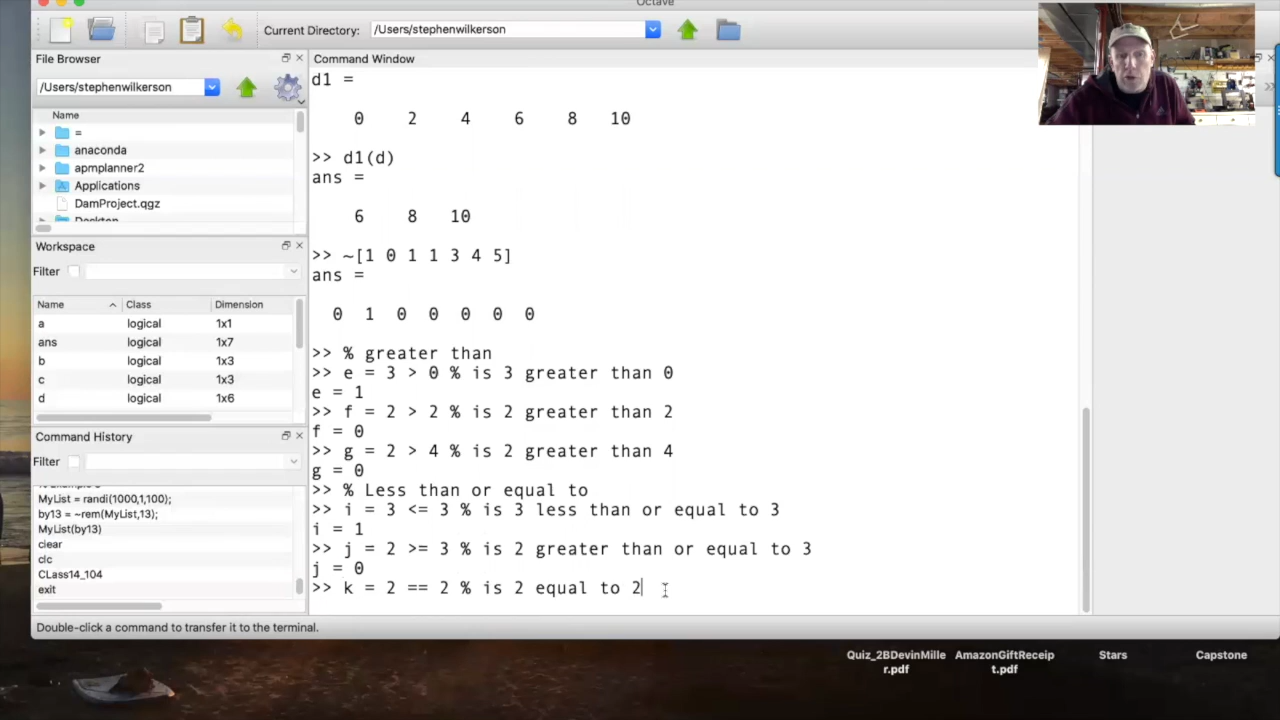 Octave
Current Directory: /Users/stephenwilkerson
File Browser
/Users/stephenwilkerson
Name
=
anaconda
apmplanner2
Applications
DamProject.qgz
Desktop
Workspace
Filter
Name Class Dimension
a logical 1x1
ans logical 1x7
b logical 1x3
c logical 1x3
d logical 1x6
Command History
Filter
MyList = randi(1000,1,100);
by13 = ~rem(MyList,13);
MyList(by13)
clear
clc
CLass14_104
exit
Command Window
d1 =
0 2 4 6 8 10
>> d1(d)
ans =
6 8 10
>> ~[1 0 1 1 3 4 5]
ans =
0 1 0 0 0 0 0
>> % greater than
>> e = 3 > 0 % is 3 greater than 0
e = 1
>> f = 2 > 2 % is 2 greater than 2
f = 0
>> g = 2 > 4 % is 2 greater than 4
g = 0
>> % Less than or equal to
>> i = 3 <= 3 % is 3 less than or equal to 3
i = 1
>> j = 2 >= 3 % is 2 greater than or equal to 3
j = 0
>> k = 2 == 2 % is 2 equal to 2
Double-click a command to transfer it to the terminal.
Quiz_2BDevinMille
r.pdf
AmazonGiftReceip
t.pdf
Stars
Capstone